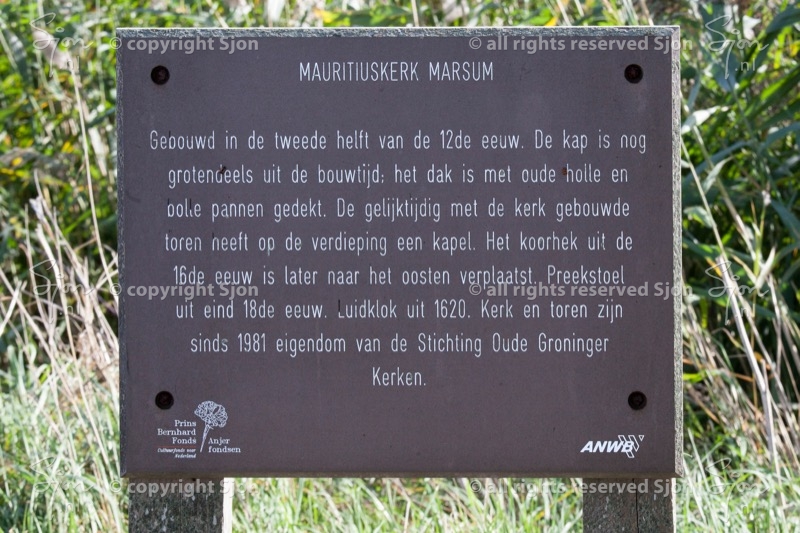 © copyright Sjon © all rights reserved Sjon
MAURITIUSKERK MARSUM
Gebouwd in de tweede helft van de 12de eeuw. De kap is nog
grotendeels uit de bouwtijd; het dak is met oude holle en
bolle pannen gedekt. De gelijktijdig met de kerk gebouwde
toren heeft op de verdieping een kapel. Het koorhek uit de
16de eeuw is later naar het oosten verplaatst. Preekstoel
© copyright Sjon © all rights reserved Sjon
uit eind 18de eeuw. Luidklok uit 1620. Kerk en toren zijn
sinds 1981 eigendom van de Stichting Oude Groninger
Kerken.
Prins
Bernhard
Fonds
Cultuurfonds voor
Nederland
Anjer
fondsen
ANWB
© copyright Sjon © all rights reserved Sjon